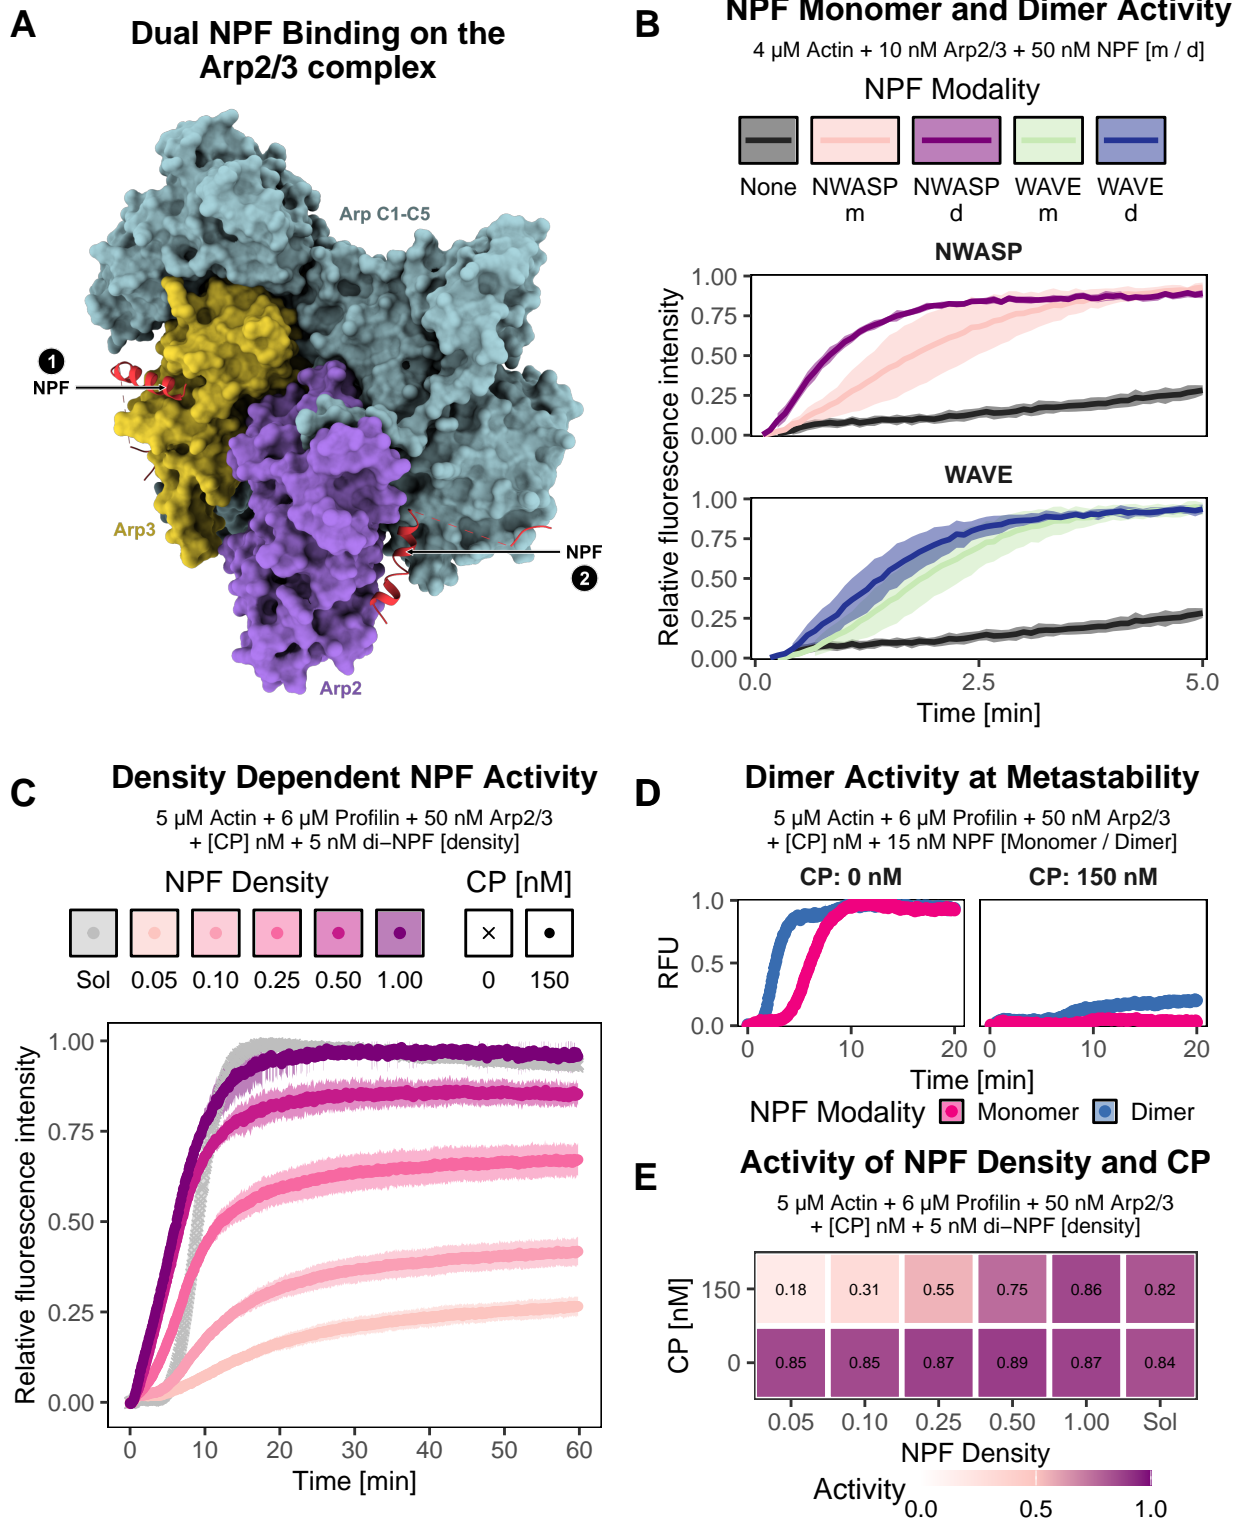 A
Dual NPF Binding on the
Arp2/3 complex
Arp C1-C5
1
NPF
Arp3
NPF
2
Arp2
B
NPF Monomer and Dimer Activity
4 µM Actin + 10 nM Arp2/3 + 50 nM NPF [m / d]
NPF Modality
None NWASP NWASP WAVE WAVE
m d m d
NWASP
Relative fluorescence intensity
1.00
0.75
0.50
0.25
0.00
WAVE
Relative fluorescence intensity
1.00
0.75
0.50
0.25
0.00
0.0 2.5 5.0
Time [min]
C
Density Dependent NPF Activity
5 µM Actin + 6 µM Profilin + 50 nM Arp2/3
+ [CP] nM + 5 nM di−NPF [density]
NPF Density CP [nM]
Sol 0.05 0.10 0.25 0.50 1.00 0 150
Relative fluorescence intensity
1.00
0.75
0.50
0.25
0.00
0 10 20 30 40 50 60
Time [min]
D
Dimer Activity at Metastability
5 µM Actin + 6 µM Profilin + 50 nM Arp2/3
+ [CP] nM + 15 nM NPF [Monomer / Dimer]
CP: 0 nM CP: 150 nM
RFU
1.0
0.5
0.0
0 10 20 0 10 20
Time [min]
NPF Modality Monomer Dimer
E
Activity of NPF Density and CP
5 µM Actin + 6 µM Profilin + 50 nM Arp2/3
+ [CP] nM + 5 nM di−NPF [density]
CP [nM]
150 0.18 0.31 0.55 0.75 0.86 0.82
0 0.85 0.85 0.87 0.89 0.87 0.84
0.05 0.10 0.25 0.50 1.00 Sol
NPF Density
Activity
0.0 0.5 1.0